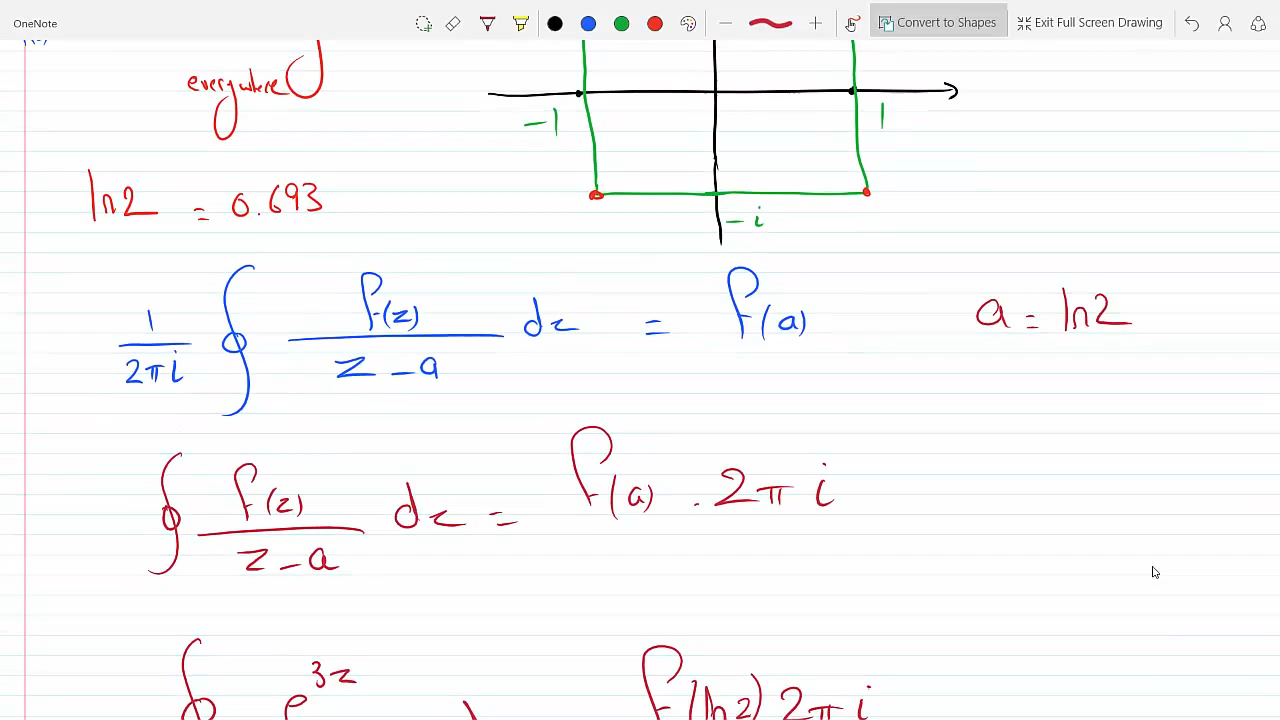 OneNote
Convert to Shapes
Exit Full Screen Drawing
everywhere
-1
1
-i
ln2 = 0.693
1/2πi ∮ f(z)/z-a dz = f(a)
a = ln2
∮ f(z)/z-a dz = f(a) . 2πi
∮ e^3z
f(ln2) 2πi